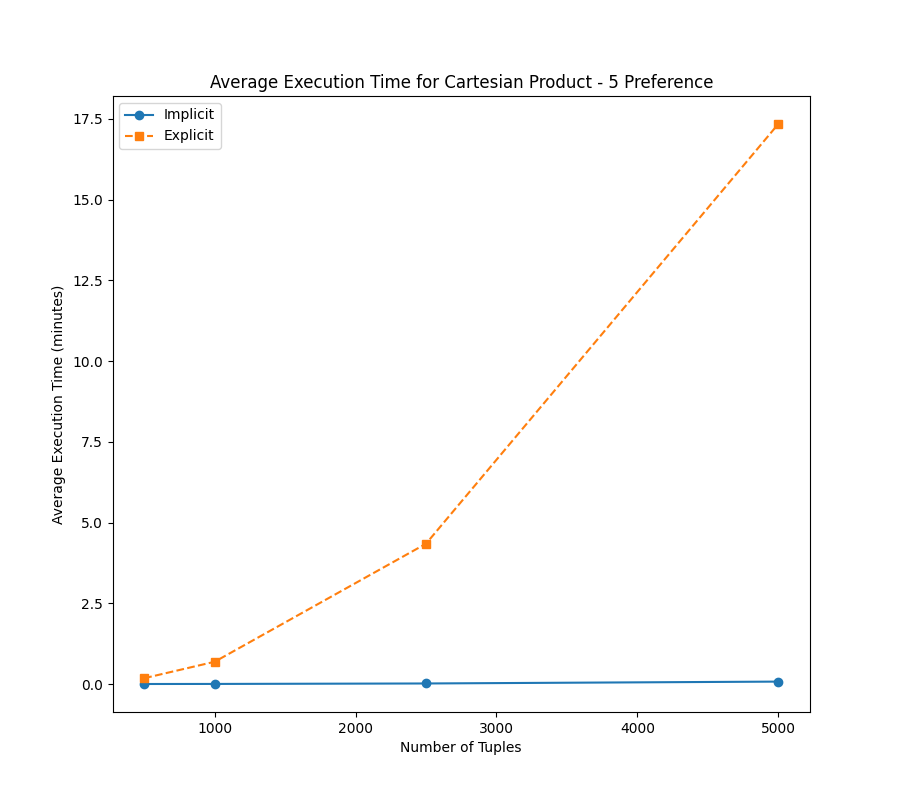 Average Execution Time for Cartesian Product - 5 Preference
Implicit
Explicit
Average Execution Time (minutes)
17.5
15.0
12.5
10.0
7.5
5.0
2.5
0.0
1000 2000 3000 4000 5000
Number of Tuples